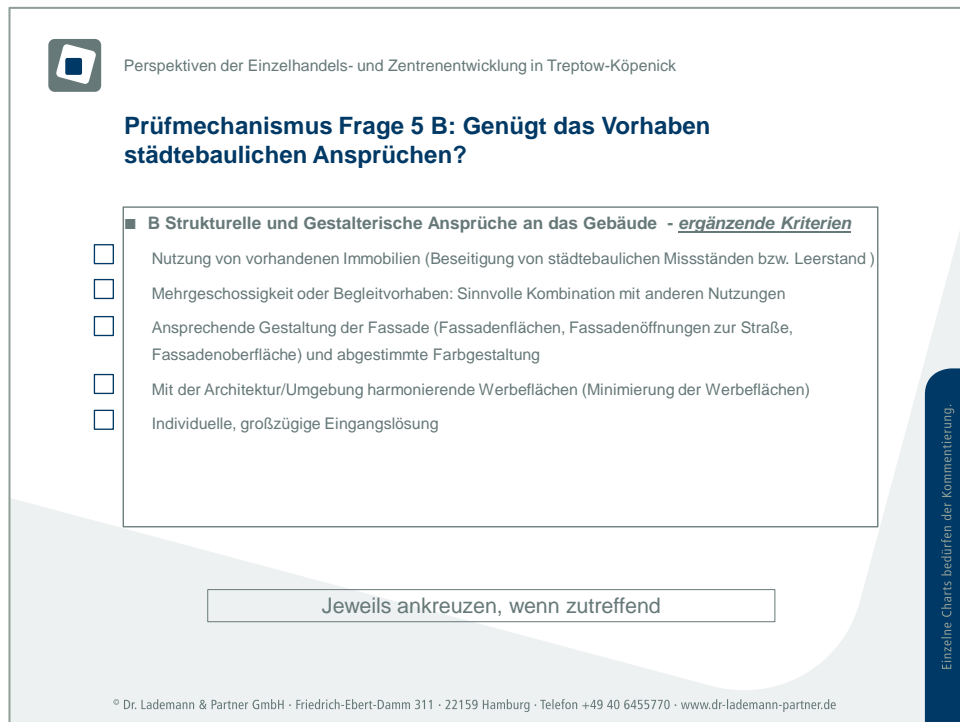 Perspektiven der Einzelhandels- und Zentrenentwicklung in Treptow-Köpenick
Prüfmechanismus Frage 5 B: Genügt das Vorhaben
städtebaulichen Ansprüchen?
■ B Strukturelle und Gestalterische Ansprüche an das Gebäude - ergänzende Kriterien
Nutzung von vorhandenen Immobilien (Beseitigung von städtebaulichen Missständen bzw. Leerstand )
Mehrgeschossigkeit oder Begleitvorhaben: Sinnvolle Kombination mit anderen Nutzungen
Ansprechende Gestaltung der Fassade (Fassadenflächen, Fassadenöffnungen zur Straße,
Fassadenoberfläche) und abgestimmte Farbgestaltung
Mit der Architektur/Umgebung harmonierende Werbeflächen (Minimierung der Werbeflächen)
Individuelle, großzügige Eingangslösung
Jeweils ankreuzen, wenn zutreffend
Einzelne Charts bedürfen der Kommentierung.
© Dr. Lademann & Partner GmbH · Friedrich-Ebert-Damm 311 · 22159 Hamburg · Telefon +49 40 6455770 · www.dr-lademann-partner.de